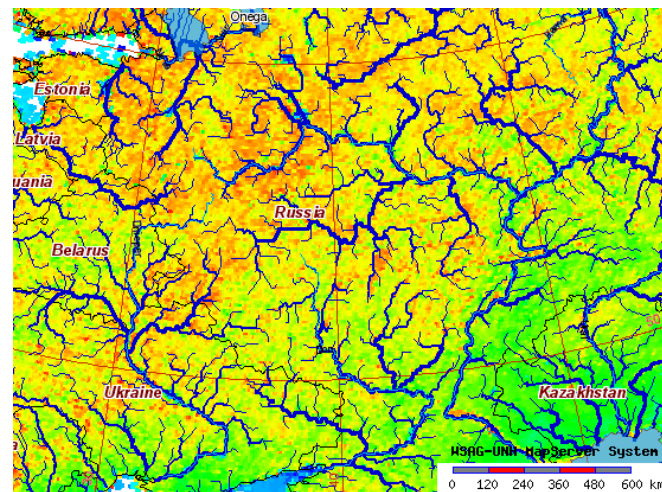 Onega
Estonia
Latvia
uania
Russia
Belarus
Ukraine
Kazakhstan
WSAG-UNH MapServer System
0 120 240 360 480 600 km